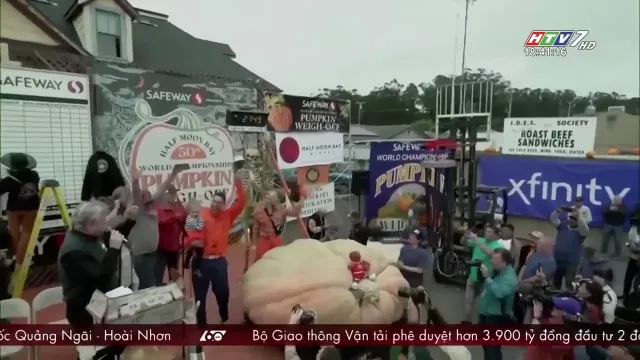 HTV7 HD
18:41:16
SAFEWAY
SAFEWAY
2749
SAFEWAY
PUMPKIN
WEIGH-OFF
HALF MOON BAY
50th
WORLD CHAMPIONSHIP
PUMPKIN
HALF MOON BAY
SAFEWAY
WORLD CHAMPIONSHIP
PUMPKIN
I.D.E.S. SOCIETY
ROAST BEEF
SANDWICHES
xfinity
ốc Quảng Ngãi - Hoài Nhơn
60
Bộ Giao thông Vận tải phê duyệt hơn 3.900 tỷ đồng đầu tư 2 đ